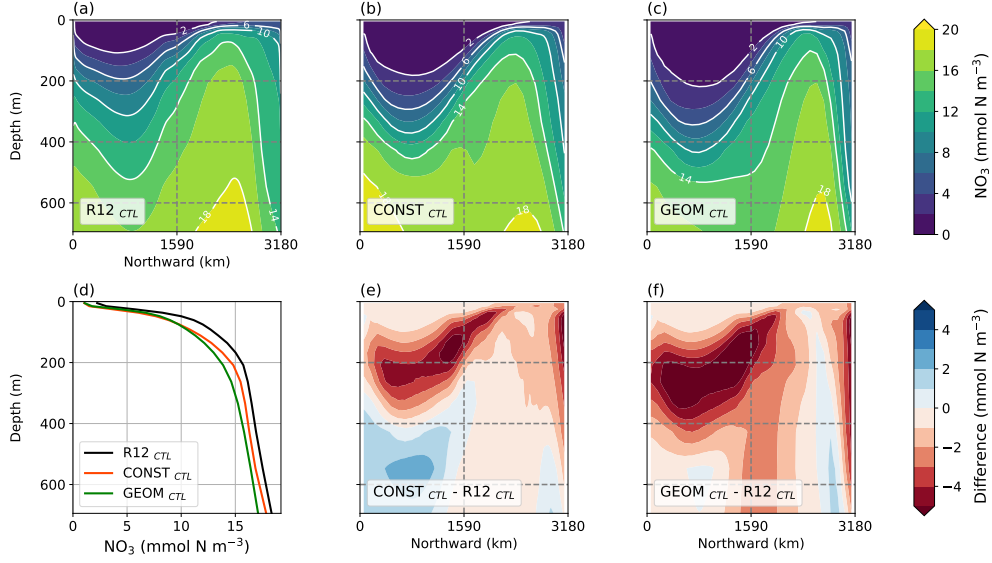 (a)
(b)
(c)
0
200
400
600
Depth (m)
2
6
10
14
18
R12 CTL
0
1590
3180
Northward (km)
2
6
10
14
18
CONST CTL
0
1590
3180
2
6
10
14
18
GEOM CTL
0
1590
3180
20
16
12
8
4
0
NO3 (mmol N m−3)
(d)
(e)
(f)
0
200
400
600
Depth (m)
R12 CTL
CONST CTL
GEOM CTL
0
5
10
15
NO3 (mmol N m−3)
CONST CTL - R12 CTL
0
1590
3180
Northward (km)
GEOM CTL - R12 CTL
0
1590
3180
Northward (km)
4
2
0
−2
−4
Difference (mmol N m−3)